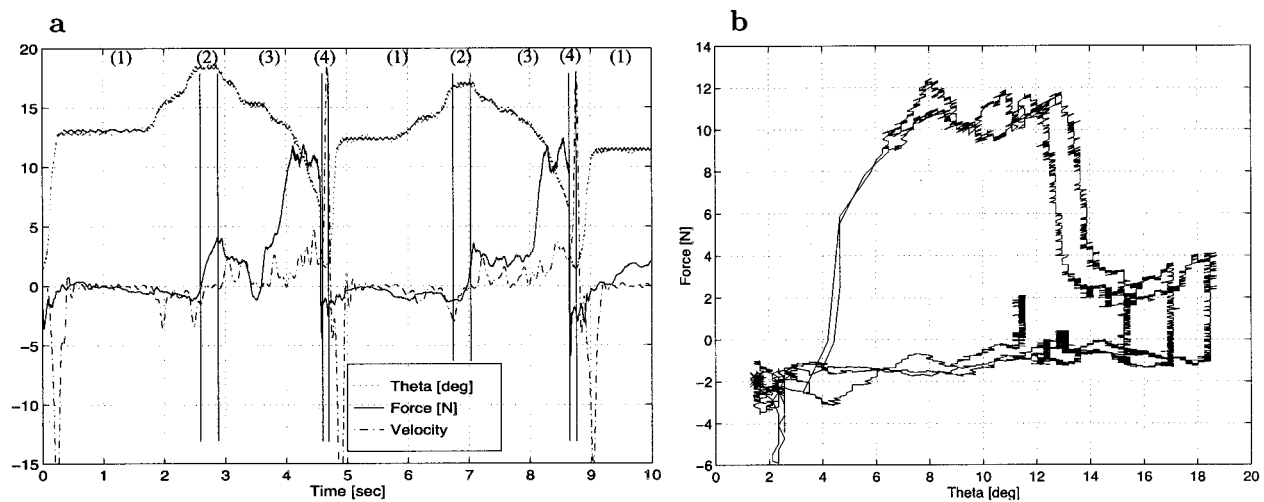 a
(1) (2) (3) (4) (1) (2) (3) (4) (1)
20
15
10
5
0
−5
−10
−15
Theta [deg]
Force [N]
Velocity
0 1 2 3 4 5 6 7 8 9 10
Time [sec]
b
14
12
10
8
6
4
2
0
−2
−4
−6
Force [N]
0 2 4 6 8 10 12 14 16 18 20
Theta [deg]